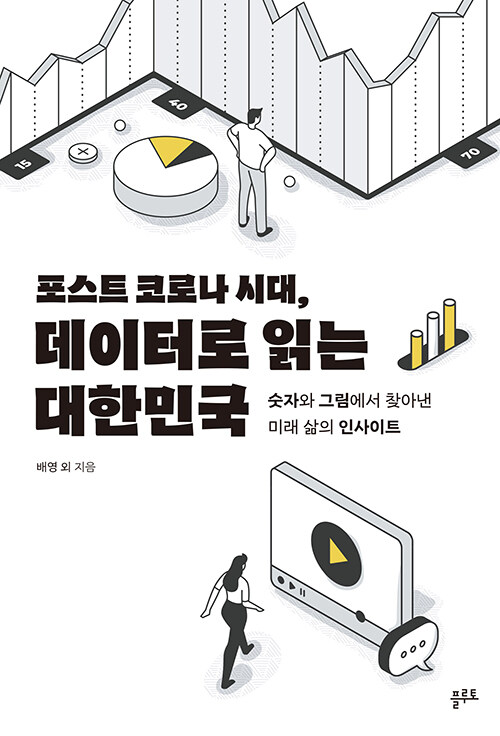 40
15
70
포스트 코로나 시대,
데이터로 읽는
대한민국
숫자와 그림에서 찾아낸
미래 삶의 인사이트
배영 외 지음
플루토